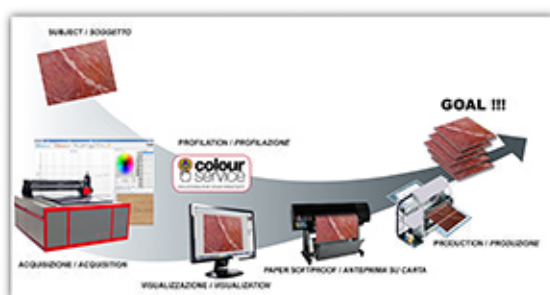 SUBJECT / SOGGETTO
GOAL !!!
PROFILATION / PROFILAZIONE
colour
service
ACQUISIZIONE / ACQUISITION
VISUALIZZAZIONE / VISUALIZATION
PAPER SOFTPROOF / ANTEPRIMA SU CARTA
PRODUCTION / PRODUZIONE